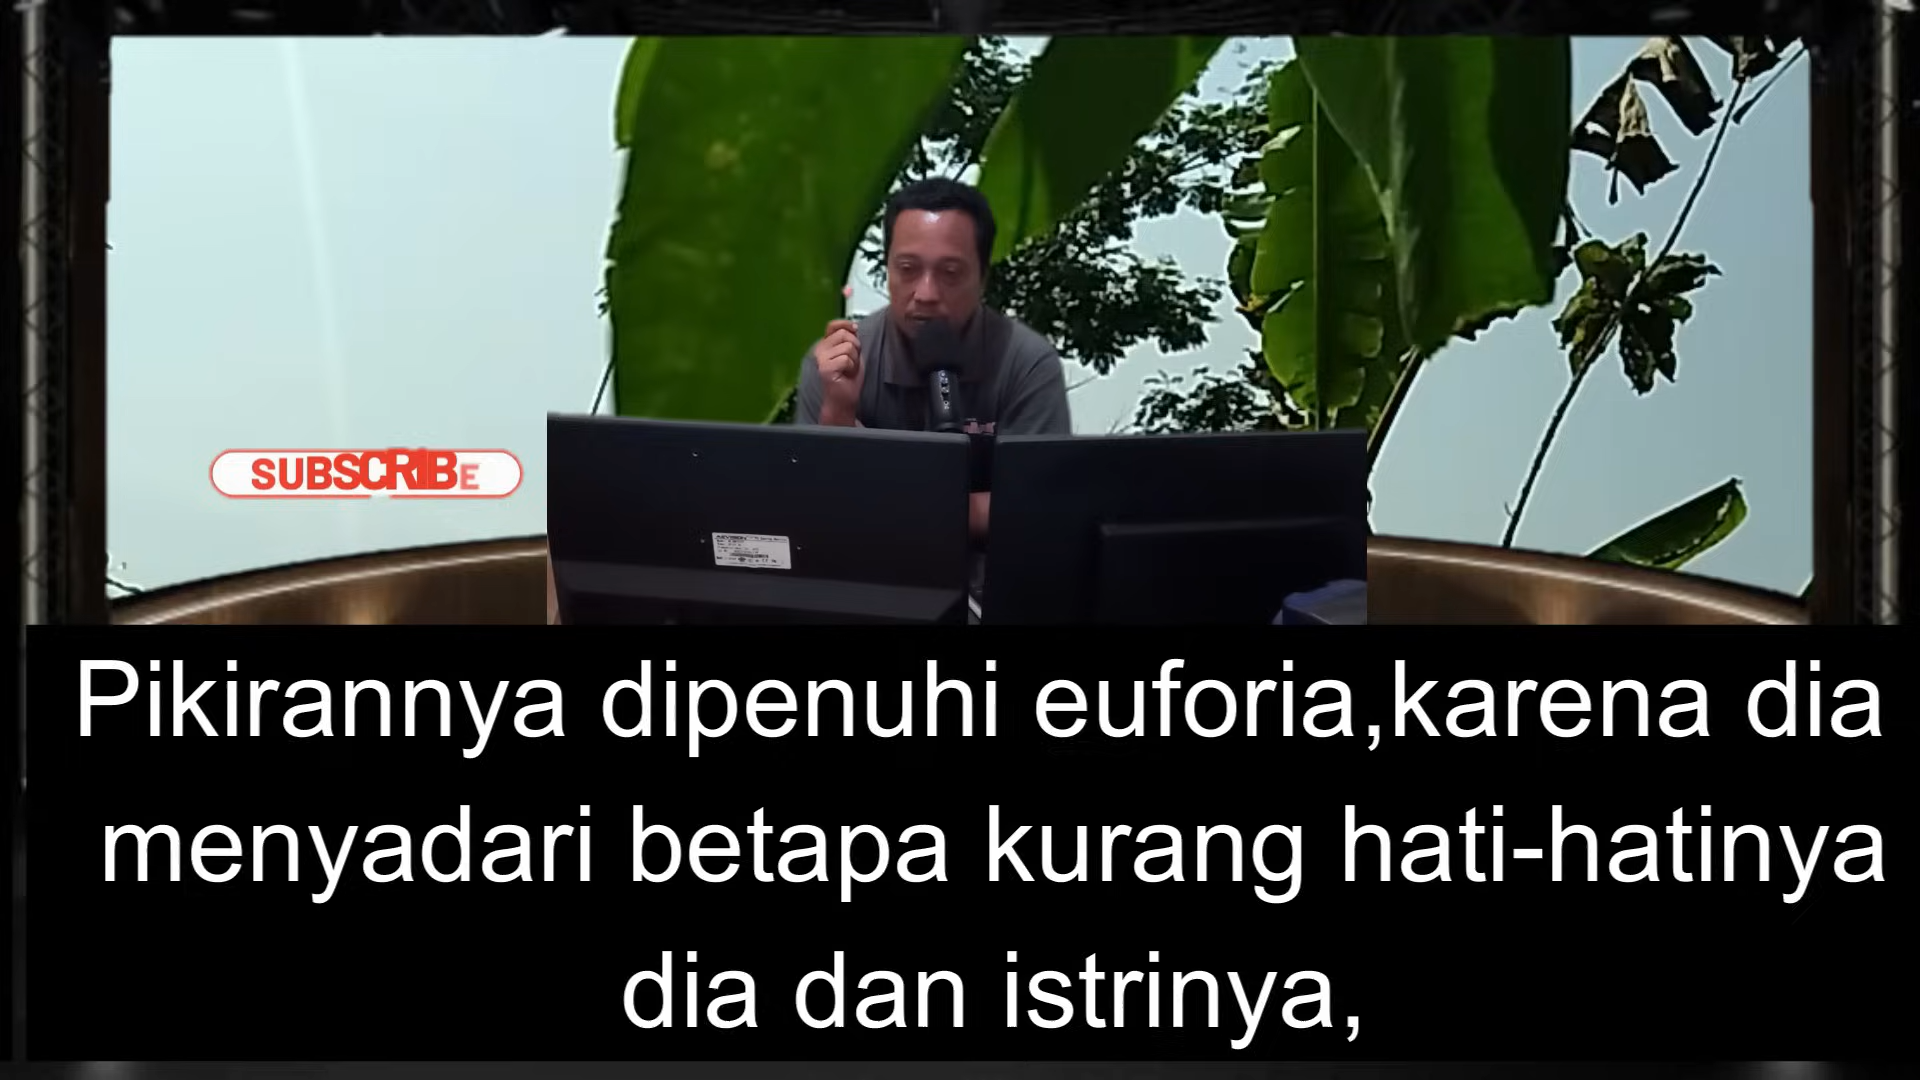 SUBSCRIBE
Pikirannya dipenuhi euforia,karena dia
menyadari betapa kurang hati-hatinya
dia dan istrinya,